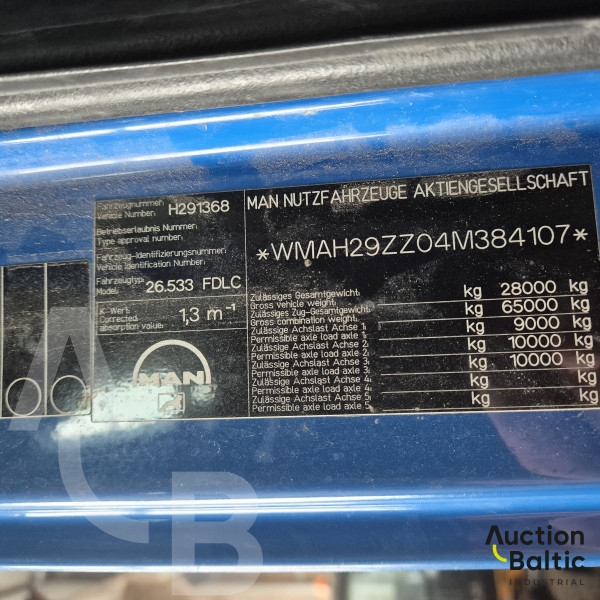 Fahrzeugnummer:
Vehicle Number: H291368
Betriebserlaubnis Nummer:
Type approval number:
Fahrzeug-Identifizierungsnummer:
Vehicle Identification Number:
Fahrzeugtyp:
Model: 26.533 FDLC
K-Wert:
Corrected absorption value: 1,3 m⁻¹
MAN
MAN NUTZFAHRZEUGE AKTIENGESELLSCHAFT
*WMAH29ZZ04M384107*
Zulässiges Gesamtgewicht: kg 28000 kg
Gross vehicle weight:
Zulässiges Zug-Gesamtgewicht: kg 65000 kg
Gross combination weight:
Zulässige Achslast Achse 1: kg 9000 kg
Permissible axle load axle 1:
Zulässige Achslast Achse 2: kg 10000 kg
Permissible axle load axle 2:
Zulässige Achslast Achse 3: kg 10000 kg
Permissible axle load axle 3:
Zulässige Achslast Achse 4: kg kg
Permissible axle load axle 4:
Zulässige Achslast Achse 5: kg kg
Permissible axle load axle 5:
ACB
Auction
Baltic
INDUSTRIAL